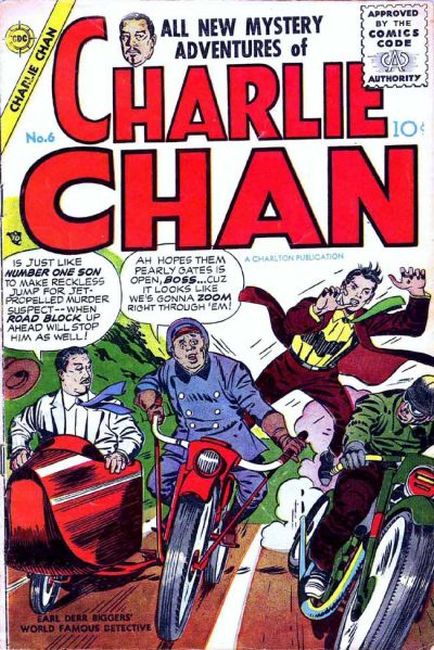 CDC
CHARLIE CHAN
ALL NEW MYSTERY
ADVENTURES of
CHARLIE
CHAN
APPROVED
BY THE
COMICS
CODE
CA
AUTHORITY
No.6
10¢
A CHARLTON PUBLICATION
IS JUST LIKE
NUMBER ONE SON
TO MAKE RECKLESS
JUMP FOR JET-
PROPELLED MURDER
SUSPECT--WHEN
ROAD BLOCK UP
AHEAD WILL STOP
HIM AS WELL!
AH HOPES THEM
PEARLY GATES IS
OPEN, BOSS...CUZ
IT LOOKS LIKE
WE'S GONNA ZOOM
RIGHT THROUGH 'EM!
EARL DERR BIGGERS'
WORLD FAMOUS DETECTIVE